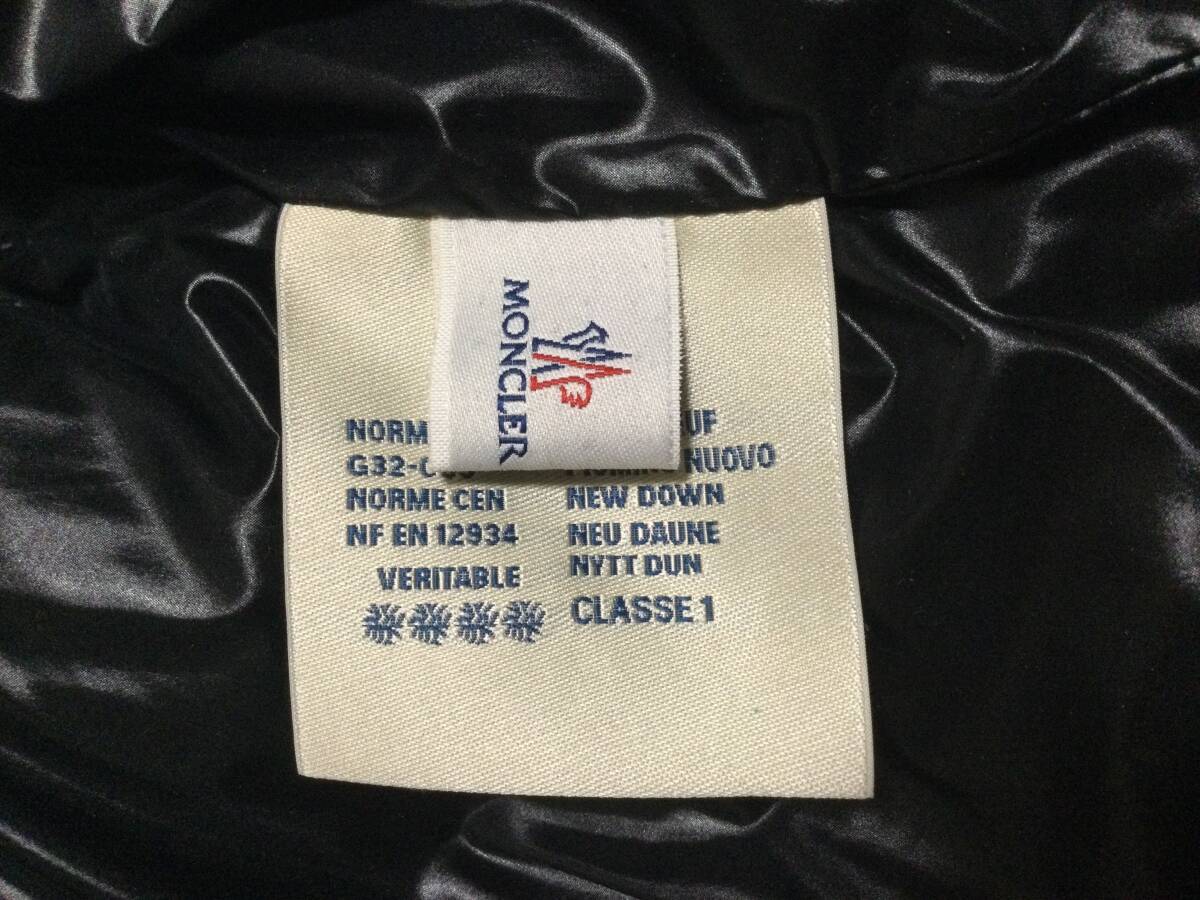 MONCLER
NORM
G32-
NORME CEN
NF EN 12934
VERITABLE
UF
NUOVO
NEW DOWN
NEU DAUNE
NYTT DUN
CLASSE 1